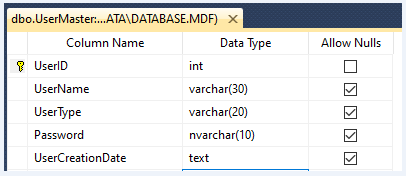 dbo.UserMaster:...ATA\DATABASE.MDF)
Column Name Data Type Allow Nulls
UserID int
UserName varchar(30)
UserType varchar(20)
Password nvarchar(10)
UserCreationDate text